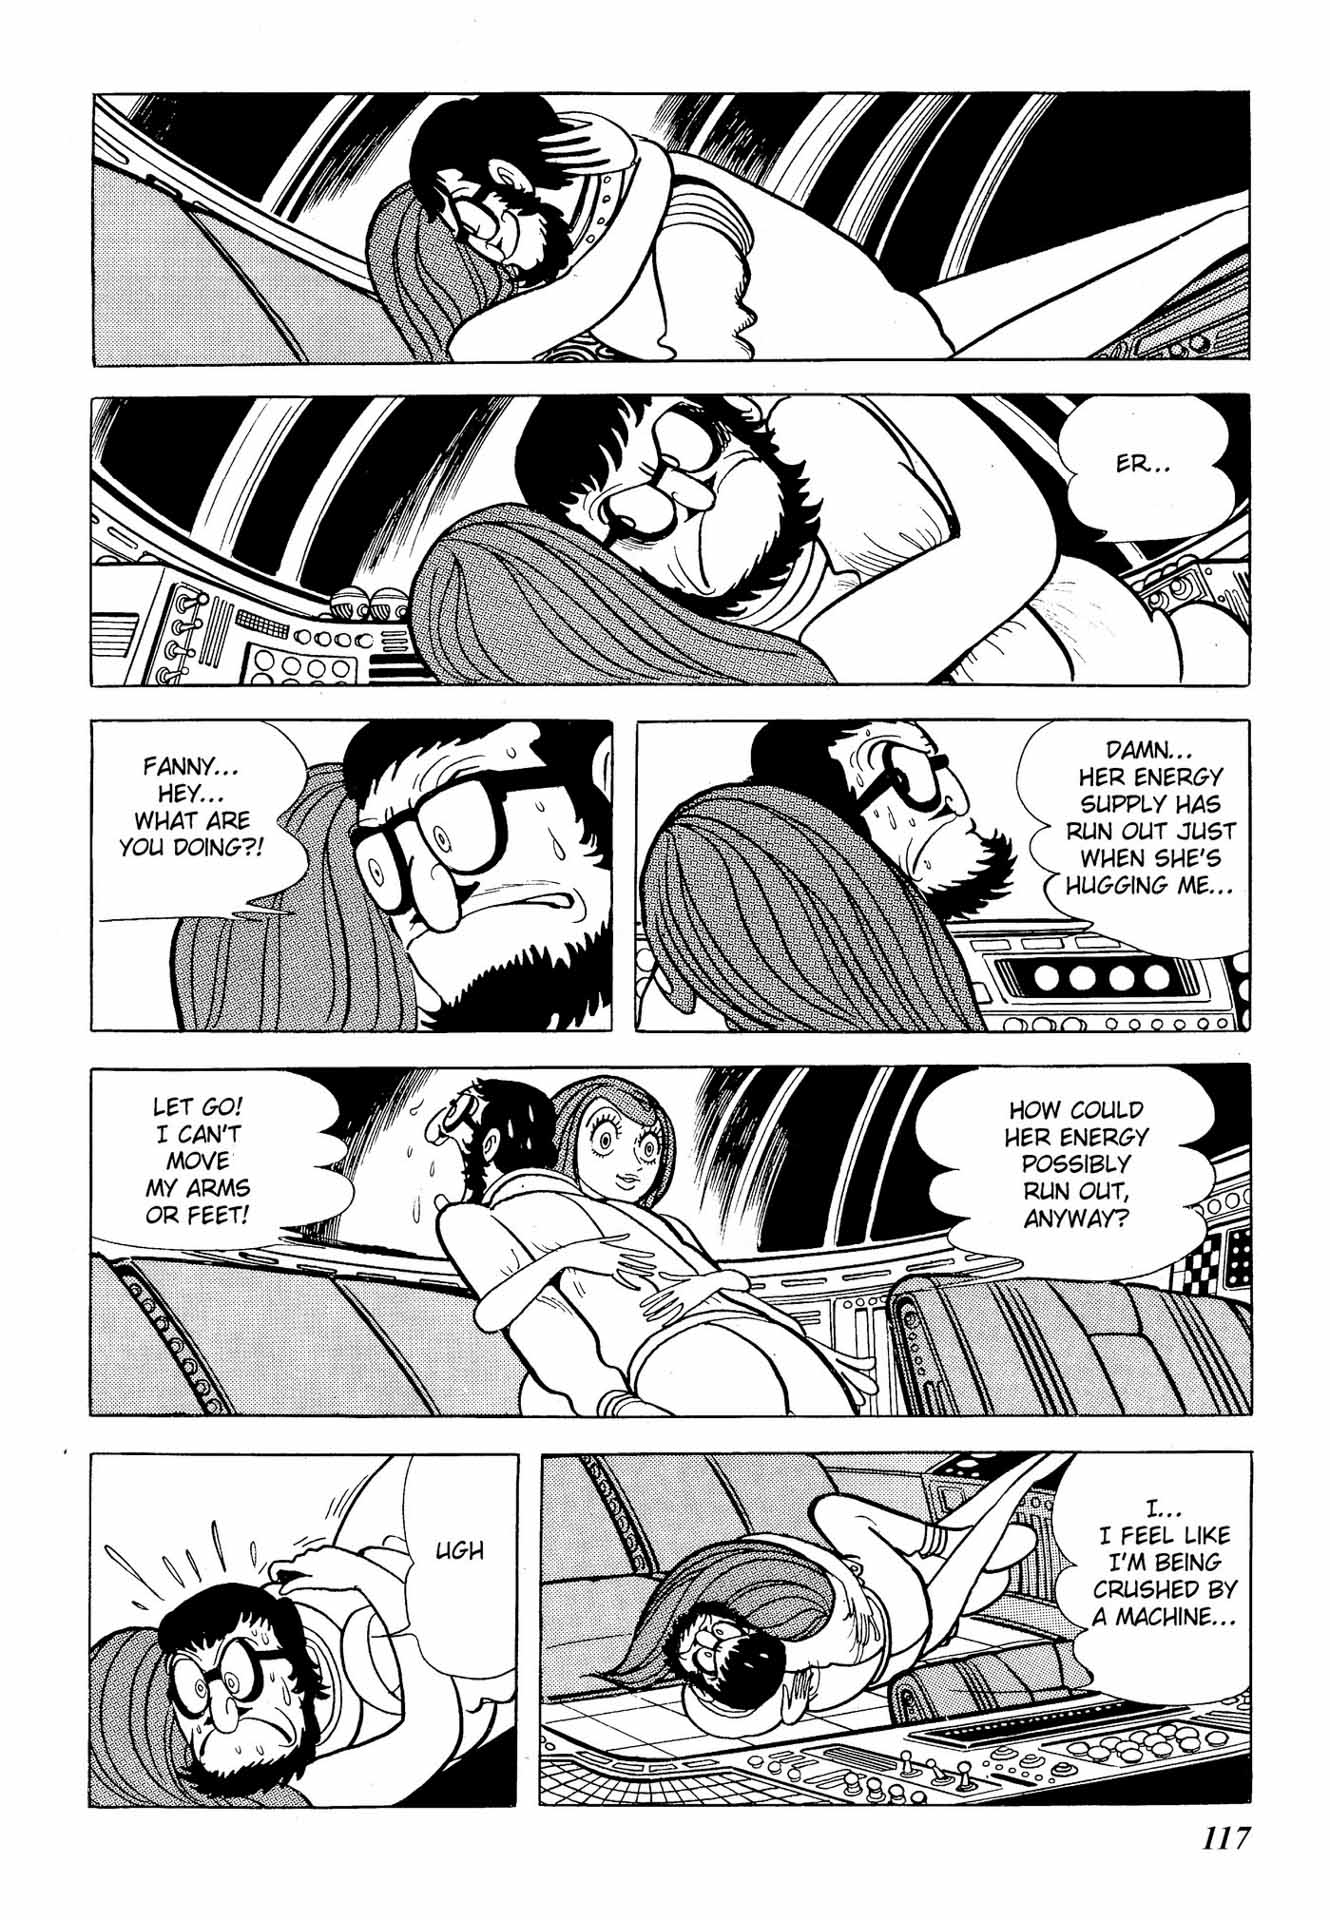 ER...
DAMN...
HER ENERGY
SUPPLY HAS
RUN OUT JUST
WHEN SHE'S
HUGGING ME...
FANNY...
HEY...
WHAT ARE
YOU DOING?!
HOW COULD
HER ENERGY
POSSIBLY
RUN OUT,
ANYWAY?
LET GO!
I CAN'T
MOVE
MY ARMS
OR FEET!
I...
I FEEL LIKE
I'M BEING
CRUSHED BY
A MACHINE...
UGH
117